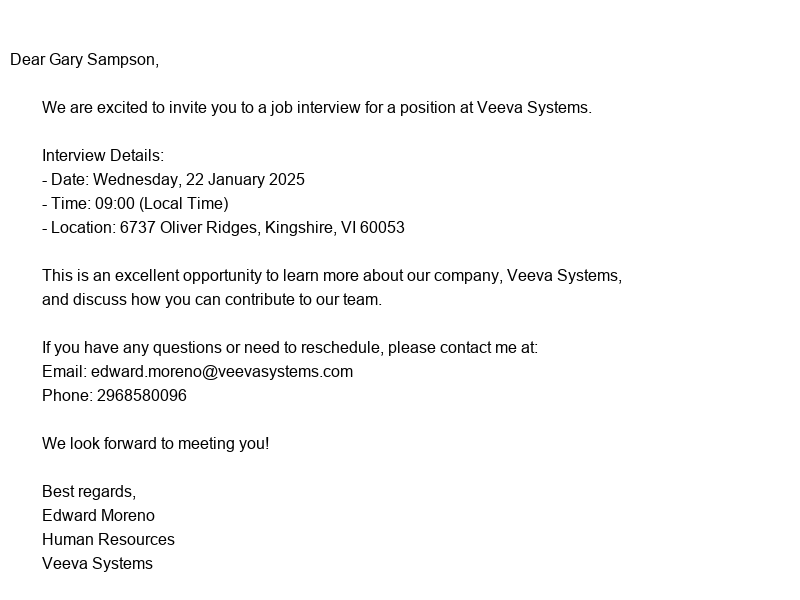 Dear Gary Sampson,
We are excited to invite you to a job interview for a position at Veeva Systems.
Interview Details:
- Date: Wednesday, 22 January 2025
- Time: 09:00 (Local Time)
- Location: 6737 Oliver Ridges, Kingshire, VI 60053
This is an excellent opportunity to learn more about our company, Veeva Systems,
and discuss how you can contribute to our team.
If you have any questions or need to reschedule, please contact me at:
Email: edward.moreno@veevasystems.com
Phone: 2968580096
We look forward to meeting you!
Best regards,
Edward Moreno
Human Resources
Veeva Systems